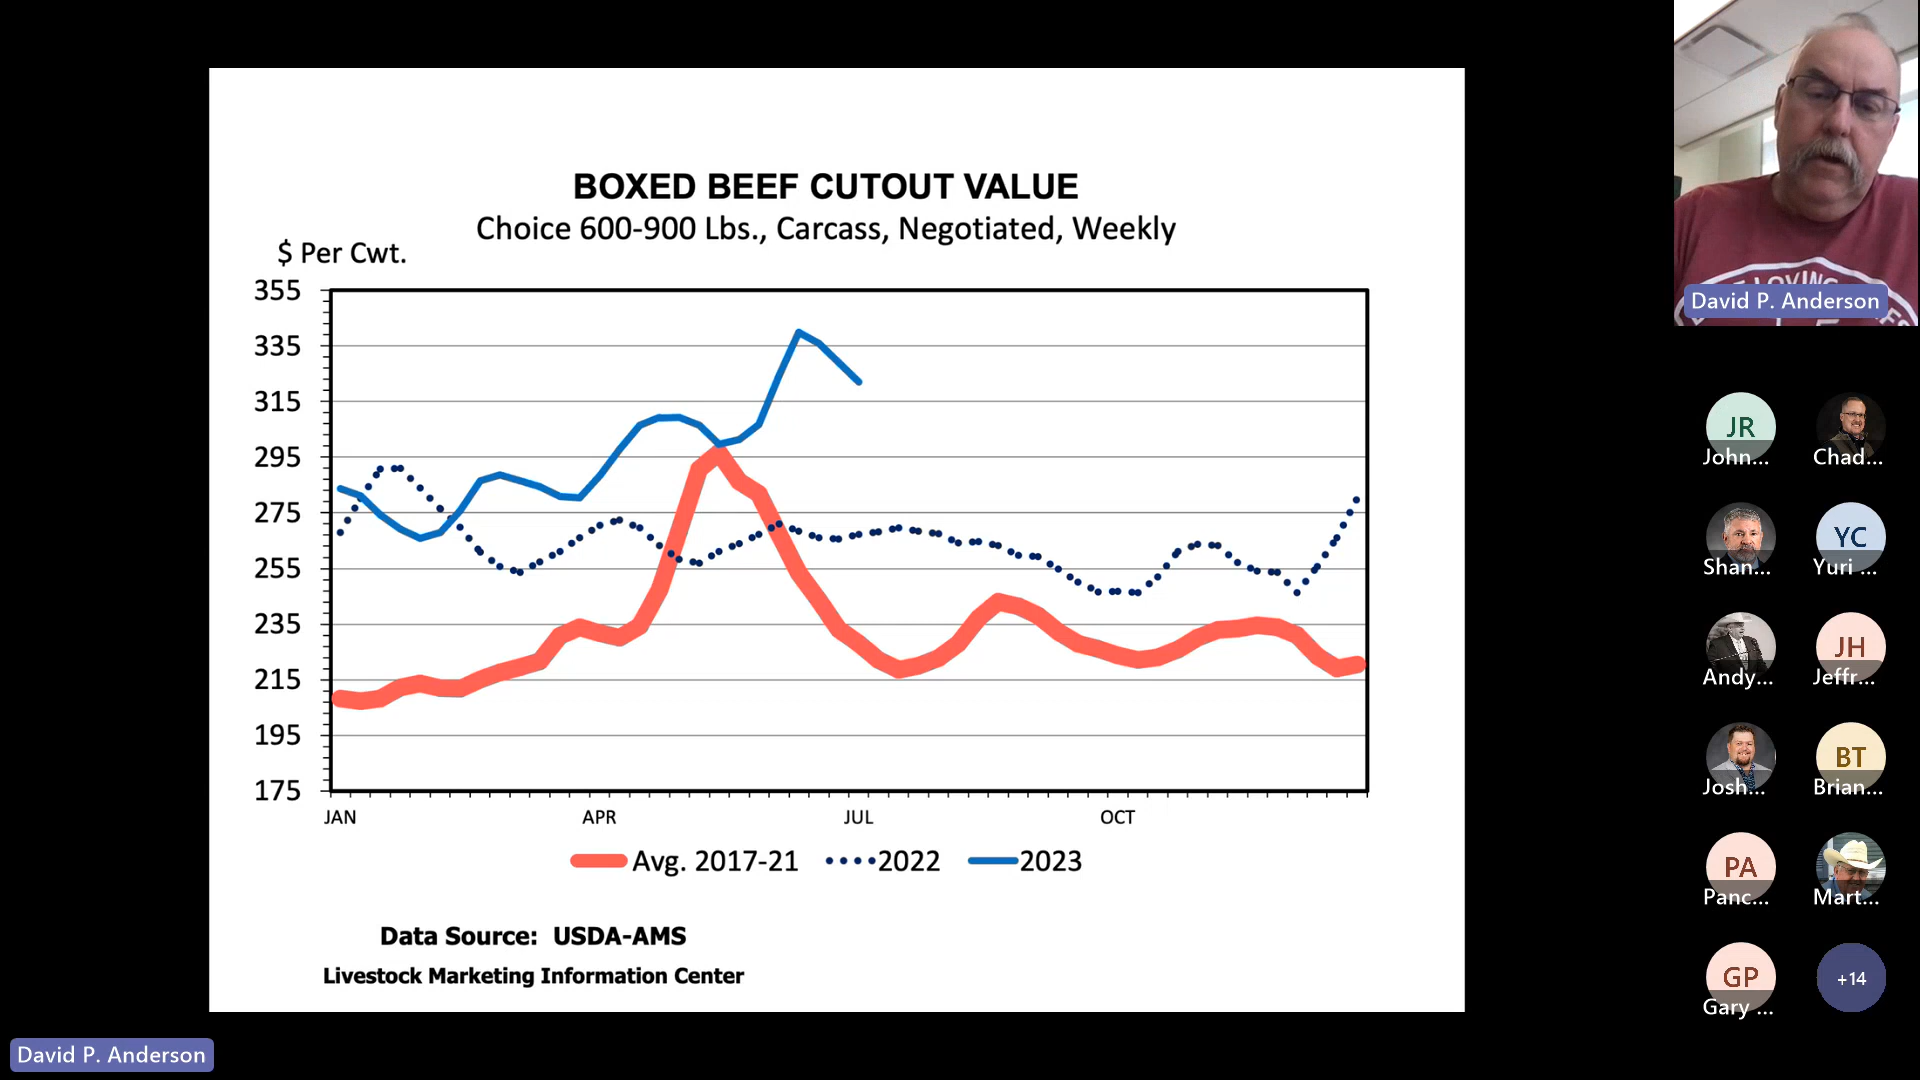 BOXED BEEF CUTOUT VALUE
Choice 600-900 Lbs., Carcass, Negotiated, Weekly
$ Per Cwt.
355
335
315
295
275
255
235
215
195
175
JAN APR JUL OCT
Avg. 2017-21 2022 2023
Data Source: USDA-AMS
Livestock Marketing Information Center
David P. Anderson
LOVING
David P. Anderson
JR
John... Chad...
YC
Shan... Yuri ...
JH
Andy... Jeffr...
BT
Josh... Brian...
PA
Panc... Mart...
GP +14
Gary ...